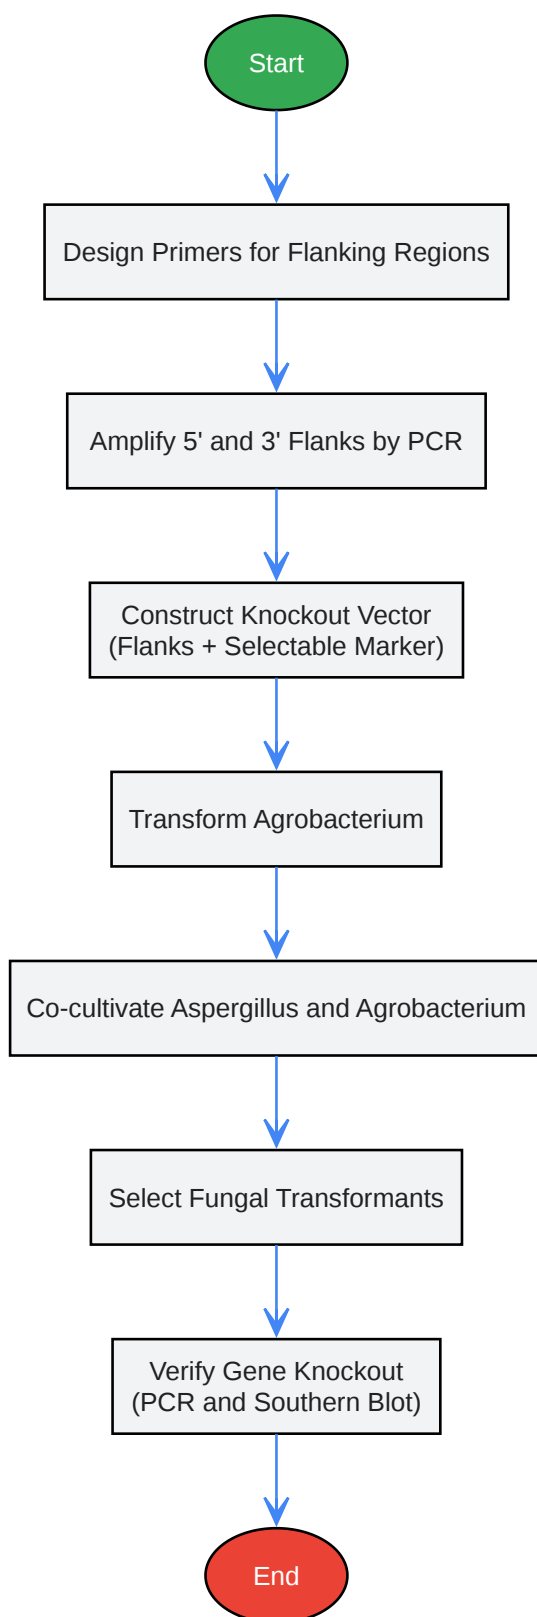 Start
Design Primers for Flanking Regions
Amplify 5' and 3' Flanks by PCR
Construct Knockout Vector
(Flanks + Selectable Marker)
Transform Agrobacterium
Co-cultivate Aspergillus and Agrobacterium
Select Fungal Transformants
Verify Gene Knockout
(PCR and Southern Blot)
End